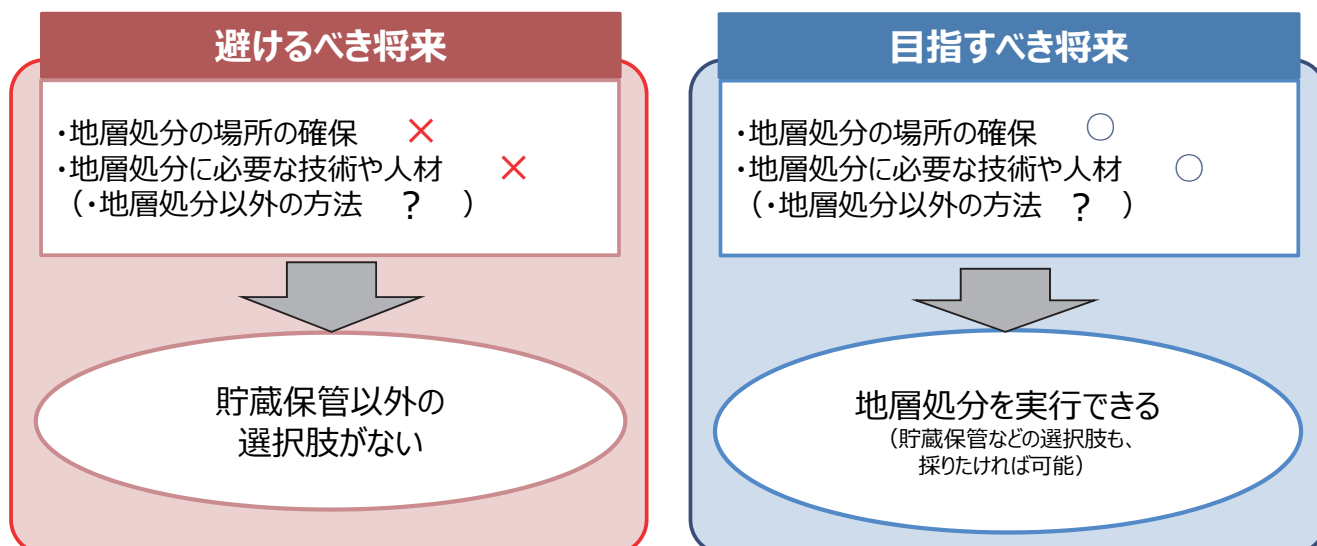 避けるべき将来
・地層処分の場所の確保 ×
・地層処分に必要な技術や人材 ×
（・地層処分以外の方法 ？ ）
貯蔵保管以外の
選択肢がない
目指すべき将来
・地層処分の場所の確保 ○
・地層処分に必要な技術や人材 ○
（・地層処分以外の方法 ？ ）
地層処分を実行できる
（貯蔵保管などの選択肢も、
採りたければ可能）